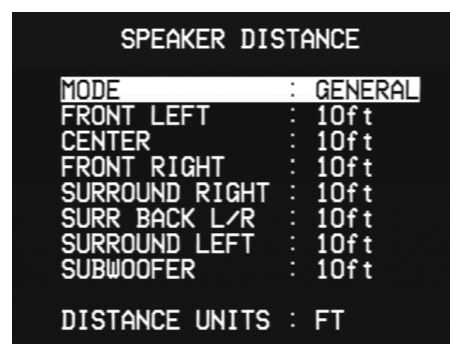 SPEAKER DISTANCE
MODE : GENERAL
FRONT LEFT : 10ft
CENTER : 10ft
FRONT RIGHT : 10ft
SURROUND RIGHT : 10ft
SURR BACK L/R : 10ft
SURROUND LEFT : 10ft
SUBWOOFER : 10ft
DISTANCE UNITS : FT